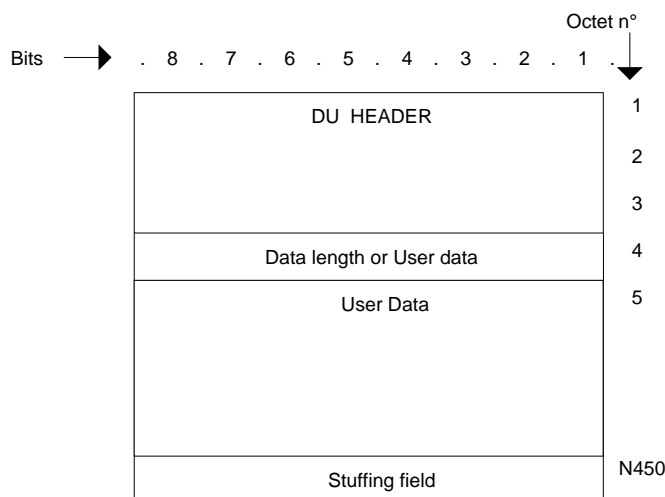 Octet n°
Bits . 8 . 7 . 6 . 5 . 4 . 3 . 2 . 1 .
DU HEADER 1
2
3
Data length or User data 4
User Data 5
Stuffing field N450